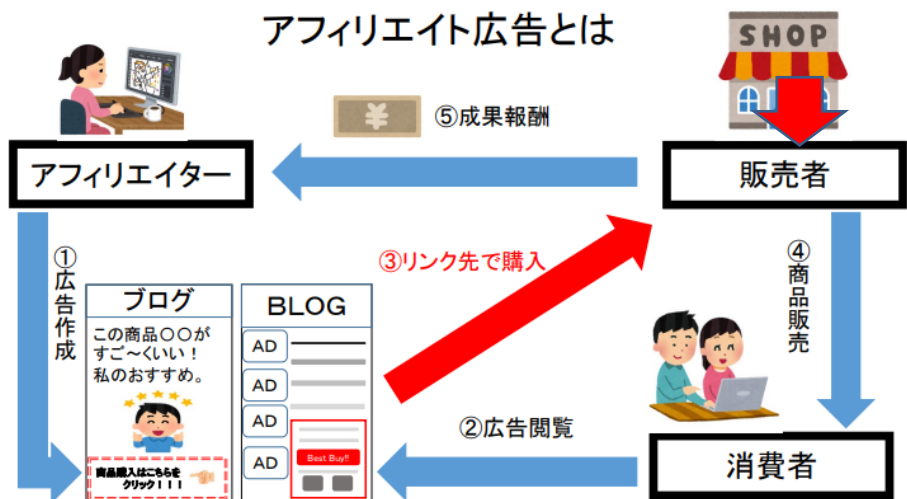 アフィリエイト広告とは
SHOP
¥
⑤成果報酬
アフィリエイター
販売者
①広告作成
③リンク先で購入
④商品販売
ブログ
この商品〇〇が
すご～くいい！
私のおすすめ。
商品購入はこちらを
クリック！！！
BLOG
AD
AD
AD
AD
Best Buy!!
②広告閲覧
消費者